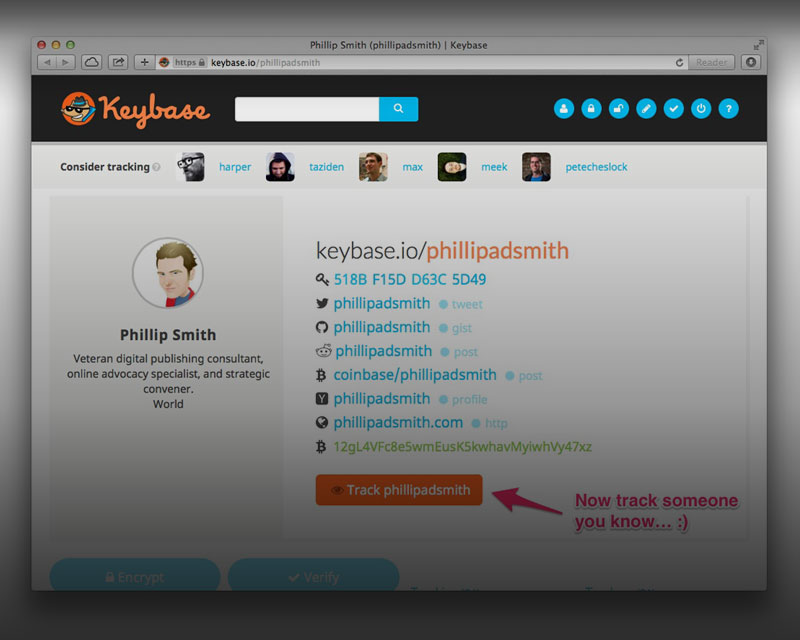 Phillip Smith (phillipadsmith) | Keybase
https keybase.io/phillipadsmith
Reader
Keybase
Consider tracking
harper
taziden
max
meek
petecheslock
keybase.io/phillipadsmith
518B F15D D63C 5D49
phillipadsmith tweet
phillipadsmith gist
phillipadsmith post
coinbase/phillipadsmith post
phillipadsmith profile
phillipadsmith.com http
12gL4VFc8e5wmEusK5kwhavMyiwhVy47xz
Phillip Smith
Veteran digital publishing consultant,
online advocacy specialist, and strategic
convener.
World
Track phillipadsmith
Now track someone
you know... :)
Encrypt
Verify